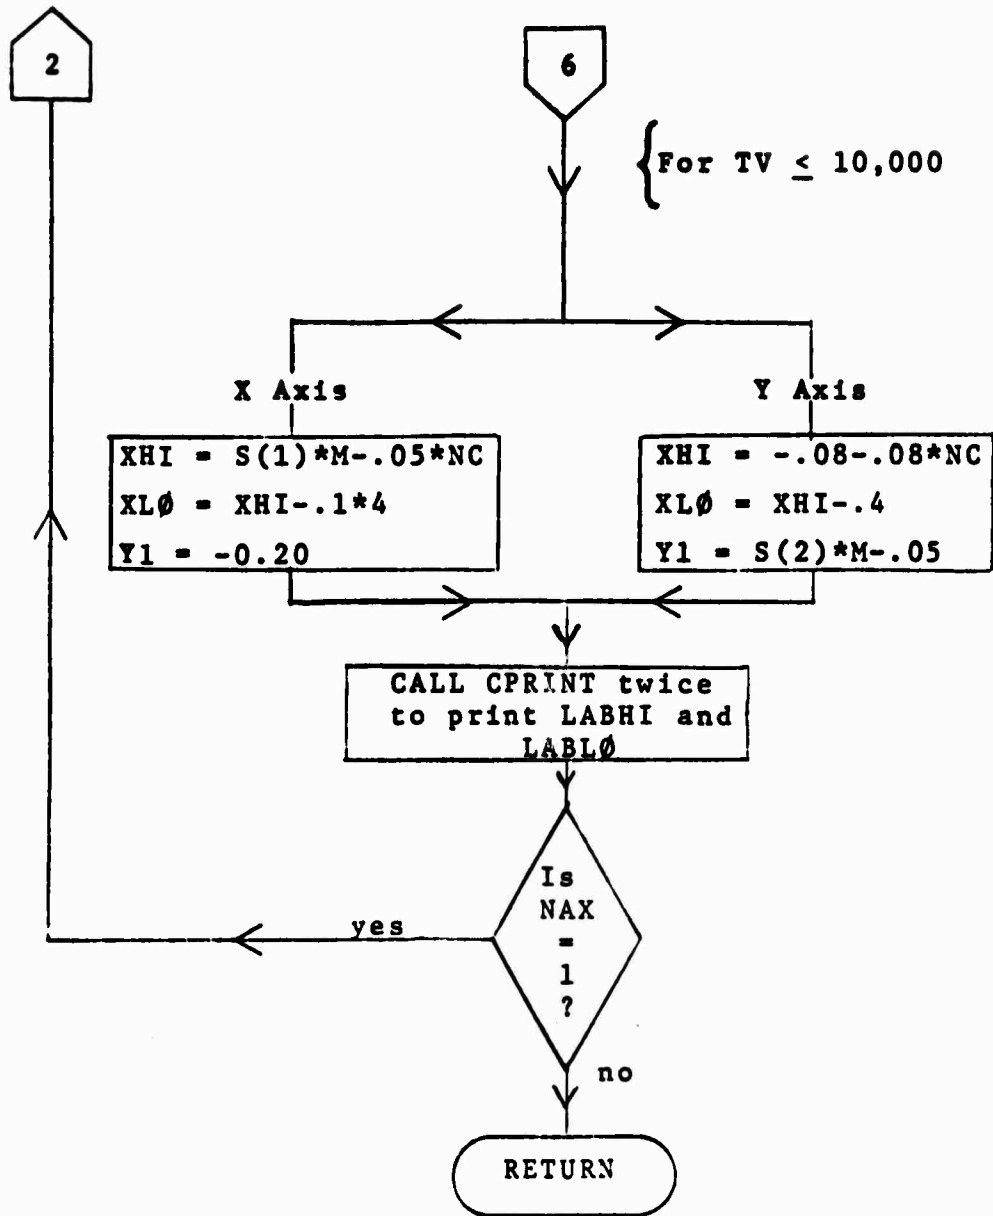 2
6
{For TV ≤ 10,000
X Axis
XHI = S(1)*M-.05*NC
XLØ = XHI-.1*4
Y1 = -0.20
Y Axis
XHI = -.08-.08*NC
XLØ = XHI-.4
Y1 = S(2)*M-.05
CALL CPRINT twice
to print LABHI and
LABLØ
Is
NAX
=
1
?
yes
no
RETURN